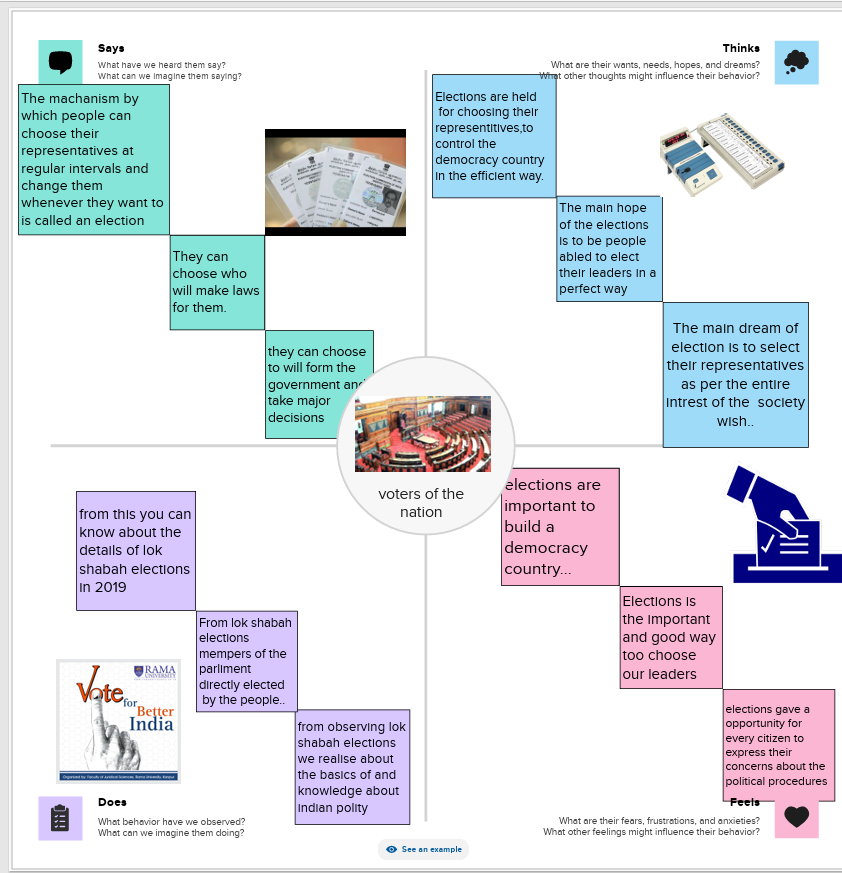 Says
What have we heard them say?
What can we imagine them saying?
The machanism by
which people can
choose their
representatives at
regular intervals and
change them
whenever they want to
is called an election
They can
choose who
will make laws
for them.
they can choose
to will form the
government and
take major
decisions
Thinks
What are their wants, needs, hopes, and dreams?
What other thoughts might influence their behavior?
Elections are held
for choosing their
representitives,to
control the
democracy country
in the efficient way.
The main hope
of the elections
is to be people
abled to elect
their leaders in a
perfect way
The main dream of
election is to select
their representatives
as per the entire
intrest of the society
wish..
voters of the
nation
from this you can
know about the
details of lok
shabah elections
in 2019
From lok shabah
elections
mempers of the
parliment
directly elected
by the people..
from observing lok
shabah elections
we realise about
the basics of and
knowledge about
indian polity
RAMA
UNIVERSITY
Vote for
Better
India
Does
What behavior have we observed?
What can we imagine them doing?
elections are
important to
build a
democracy
country...
Elections is
the important
and good way
too choose
our leaders
elections gave a
opportunity for
every citizen to
express their
concerns about the
political procedures
Feels
What are their fears, frustrations, and anxieties?
What other feelings might influence their behavior?
See an example